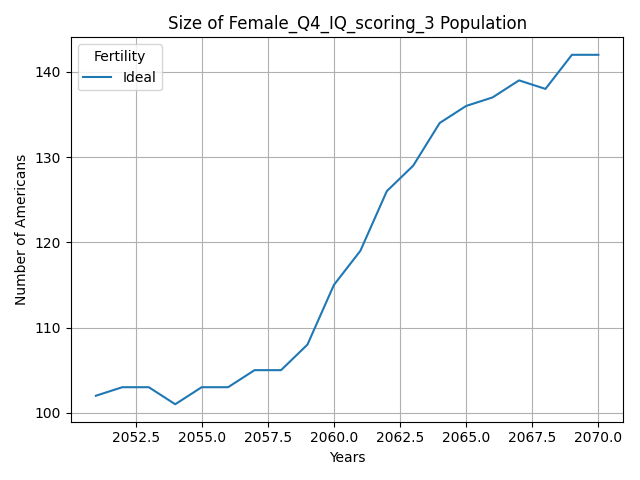 Size of Female_Q4_IQ_scoring_3 Population
Fertility
Ideal
Number of Americans
140
130
120
110
100
2052.5 2055.0 2057.5 2060.0 2062.5 2065.0 2067.5 2070.0
Years